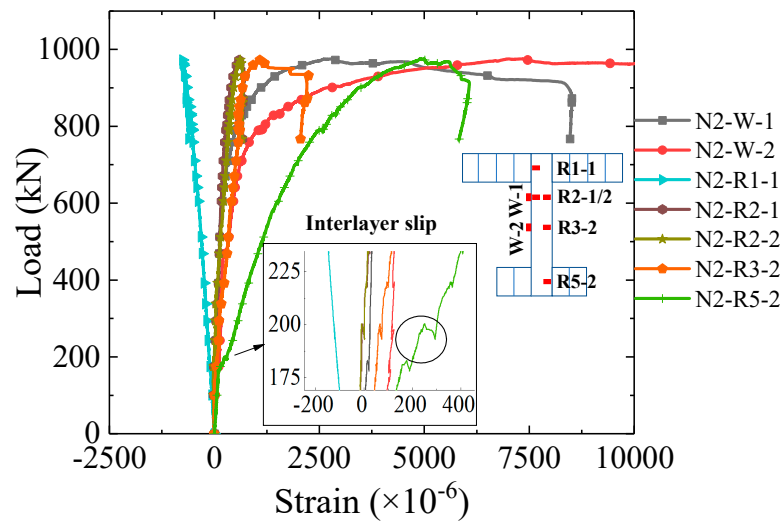 1000
800
600
400
200
0
Load (kN)
-2500
0
2500
5000
7500
10000
Strain (×10⁻⁶)
N2-W-1
N2-W-2
N2-R1-1
N2-R2-1
N2-R2-2
N2-R3-2
N2-R5-2
R1-1
R2-1/2
R3-2
R5-2
W-1
W-2
Interlayer slip
225
200
175
-200
0
200
400